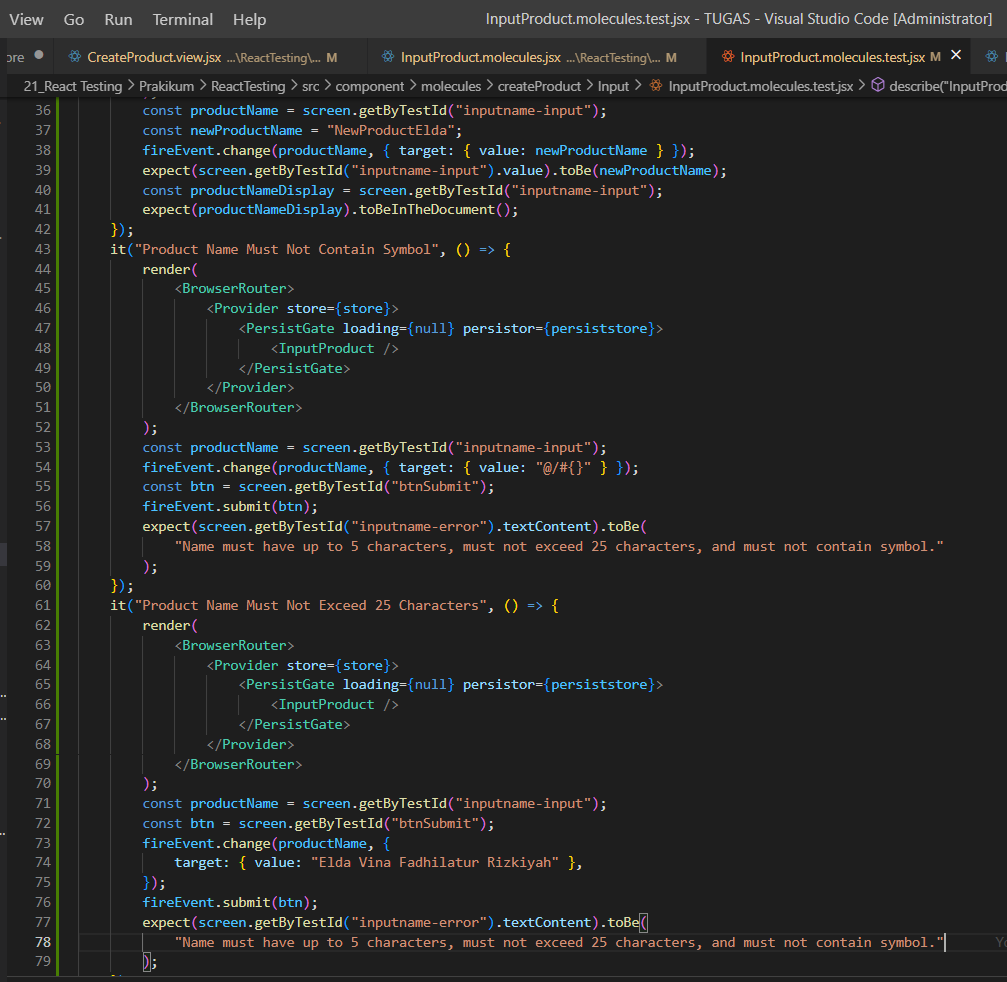 View Go Run Terminal Help InputProduct.molecules.test.jsx - TUGAS - Visual Studio Code [Administrator]
ore CreateProduct.view.jsx ...\ReactTesting\... M InputProduct.molecules.jsx ...\ReactTesting\... M InputProduct.molecules.test.jsx M
21_React Testing > Prakikum > ReactTesting > src > component > molecules > createProduct > Input > InputProduct.molecules.test.jsx > describe("InputProd
36 const productName = screen.getByTestId("inputname-input");
37 const newProductName = "NewProductElda";
38 fireEvent.change(productName, { target: { value: newProductName } });
39 expect(screen.getByTestId("inputname-input").value).toBe(newProductName);
40 const productNameDisplay = screen.getByTestId("inputname-input");
41 expect(productNameDisplay).toBeInTheDocument();
42 });
43 it("Product Name Must Not Contain Symbol", () => {
44 render(
45 <BrowserRouter>
46 <Provider store={store}>
47 <PersistGate loading={null} persistor={persiststore}>
48 <InputProduct />
49 </PersistGate>
50 </Provider>
51 </BrowserRouter>
52 );
53 const productName = screen.getByTestId("inputname-input");
54 fireEvent.change(productName, { target: { value: "@/#{}" } });
55 const btn = screen.getByTestId("btnSubmit");
56 fireEvent.submit(btn);
57 expect(screen.getByTestId("inputname-error").textContent).toBe(
58 "Name must have up to 5 characters, must not exceed 25 characters, and must not contain symbol."
59 );
60 });
61 it("Product Name Must Not Exceed 25 Characters", () => {
62 render(
63 <BrowserRouter>
64 <Provider store={store}>
65 <PersistGate loading={null} persistor={persiststore}>
66 <InputProduct />
67 </PersistGate>
68 </Provider>
69 </BrowserRouter>
70 );
71 const productName = screen.getByTestId("inputname-input");
72 const btn = screen.getByTestId("btnSubmit");
73 fireEvent.change(productName, {
74 target: { value: "Elda Vina Fadhilatur Rizkiyah" },
75 });
76 fireEvent.submit(btn);
77 expect(screen.getByTestId("inputname-error").textContent).toBe(
78 "Name must have up to 5 characters, must not exceed 25 characters, and must not contain symbol."
79 );